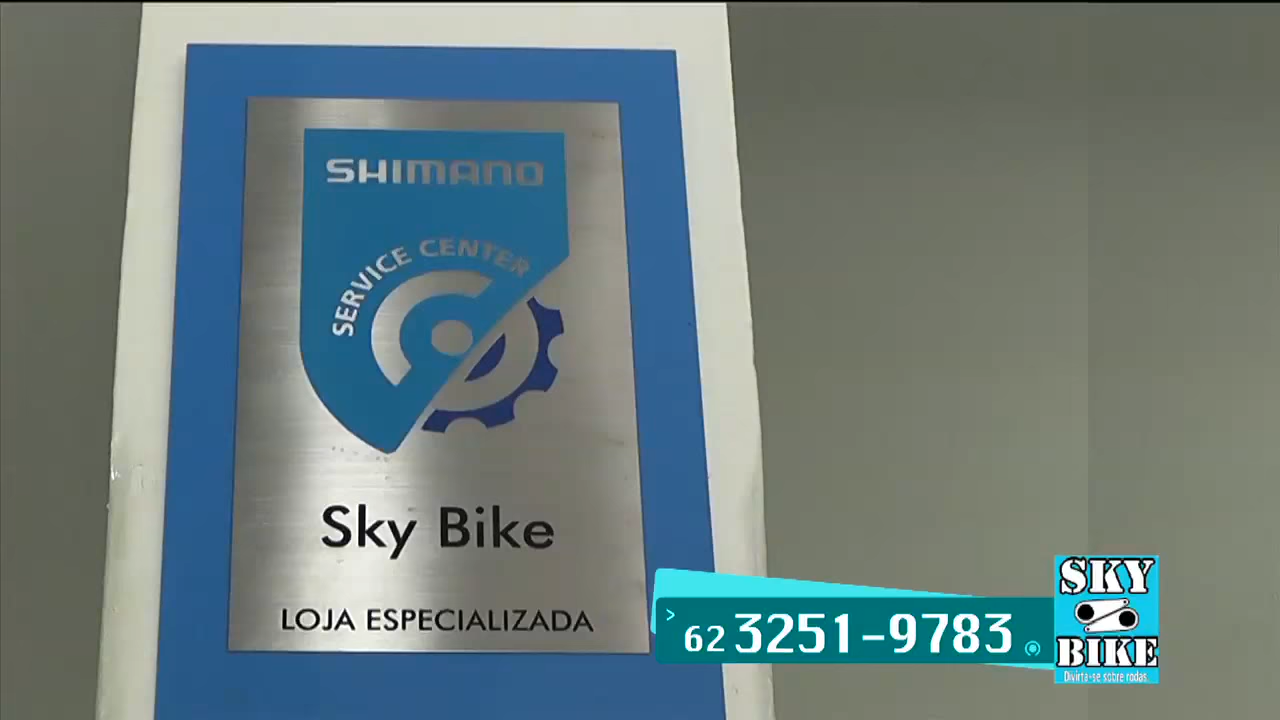 SHIMANO
SERVICE CENTER
Sky Bike
LOJA ESPECIALIZADA
> 62 3251-9783
SKY
BIKE
Divirta-se sobre rodas